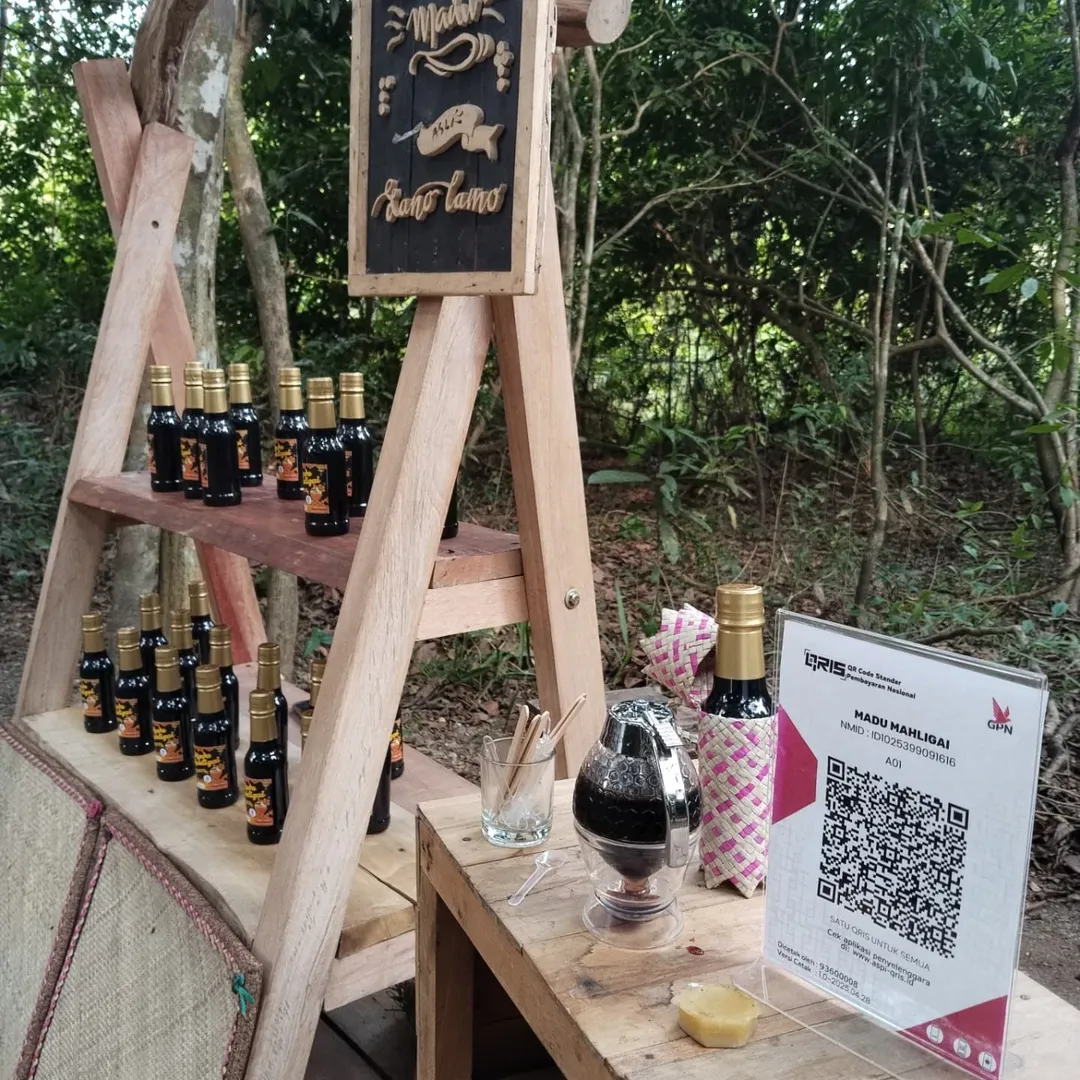 Madu
ASLI
Dano Lamo
QRIS
QR Code Standar
Pembayaran Nasional
GPN
MADU MAHLIGAI
NMID : ID1025399091616
A01
SATU QRIS UNTUK SEMUA
Cek aplikasi penyelenggara
di: www.aspi-qris.id
Dicetak oleh : 93600008
Versi Cetak : 1.0-2025.04.28